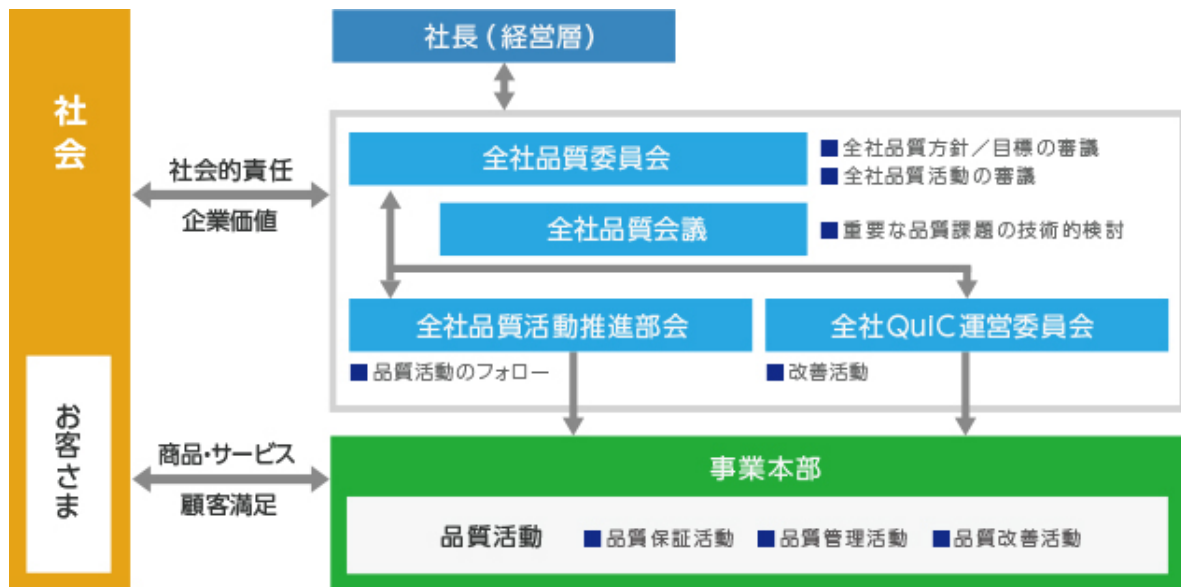 社長(経営層)
社会
社会的責任
企業価値
全社品質委員会
■全社品質方針/目標の審議
■全社品質活動の審議
全社品質会議
■重要な品質課題の技術的検討
全社品質活動推進部会
■品質活動のフォロー
全社QuIC運営委員会
■改善活動
お客さま
商品・サービス
顧客満足
事業本部
品質活動 ■品質保証活動 ■品質管理活動 ■品質改善活動